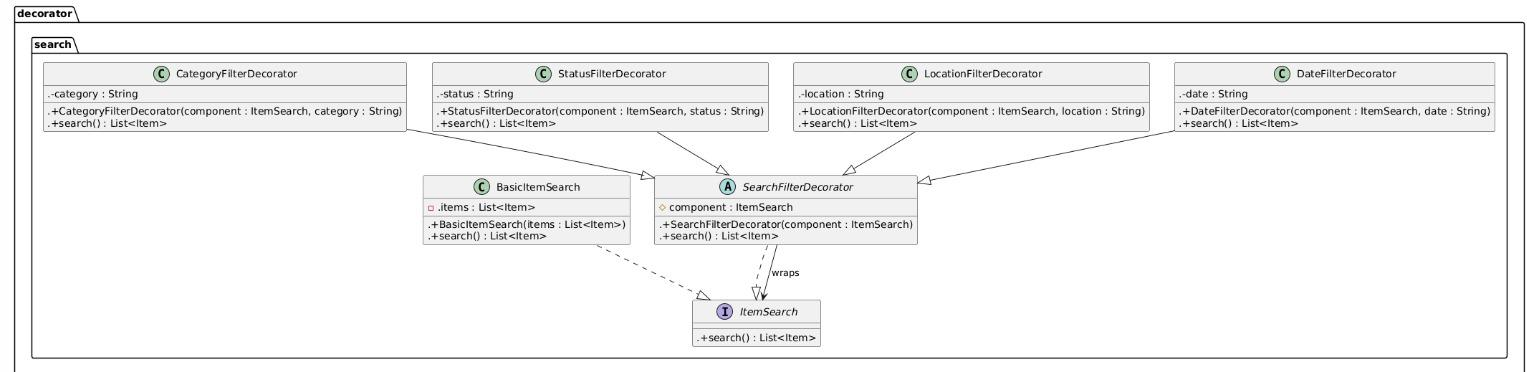 decorator
search
C CategoryFilterDecorator
.-category : String
.+CategoryFilterDecorator(component : ItemSearch, category : String)
.+search() : List<Item>
C StatusFilterDecorator
.-status : String
.+StatusFilterDecorator(component : ItemSearch, status : String)
.+search() : List<Item>
C LocationFilterDecorator
.-location : String
.+LocationFilterDecorator(component : ItemSearch, location : String)
.+search() : List<Item>
C DateFilterDecorator
.-date : String
.+DateFilterDecorator(component : ItemSearch, date : String)
.+search() : List<Item>
C BasicItemSearch
.items : List<Item>
.+BasicItemSearch(items : List<Item>)
.+search() : List<Item>
A SearchFilterDecorator
component : ItemSearch
.+SearchFilterDecorator(component : ItemSearch)
.+search() : List<Item>
wraps
I ItemSearch
.+search() : List<Item>